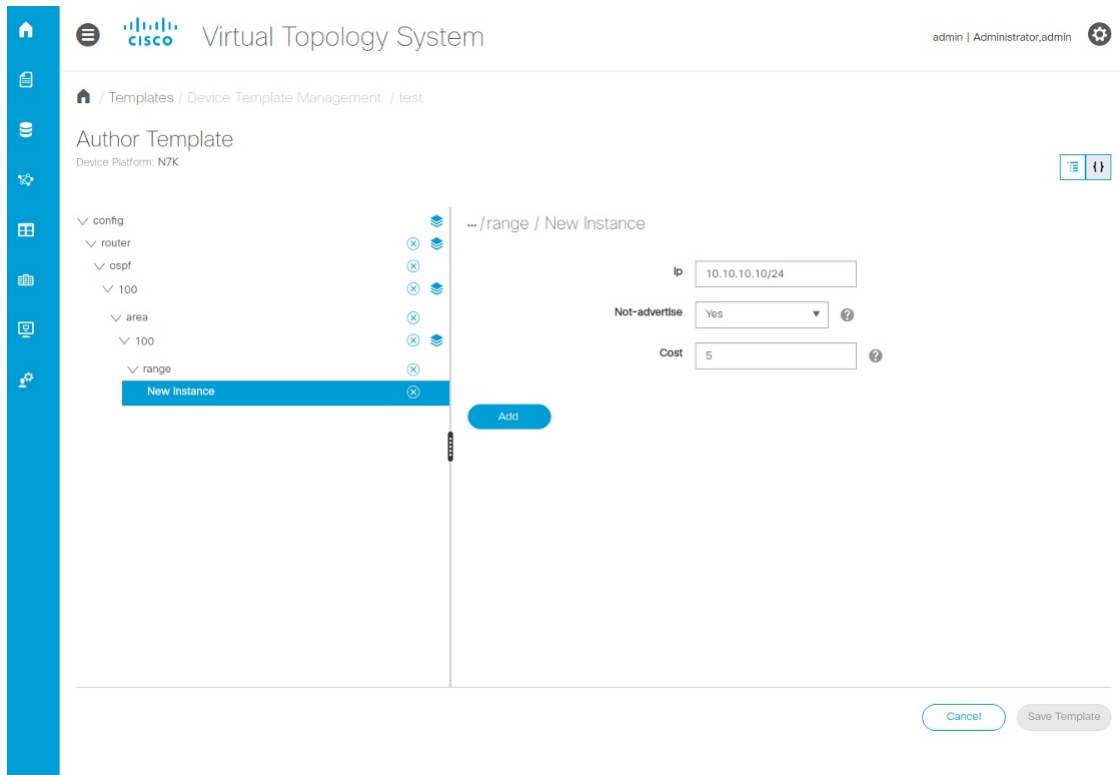 CISCO Virtual Topology System
admin | Administrator,admin
/ Templates / Device Template Management / test
Author Template
Device Platform: N7K
{ }
config
router
ospf
100
area
100
range
New Instance
··· /range / New Instance
Ip 10.10.10.10/24
Not-advertise Yes ?
Cost 5 ?
Add
Cancel Save Template